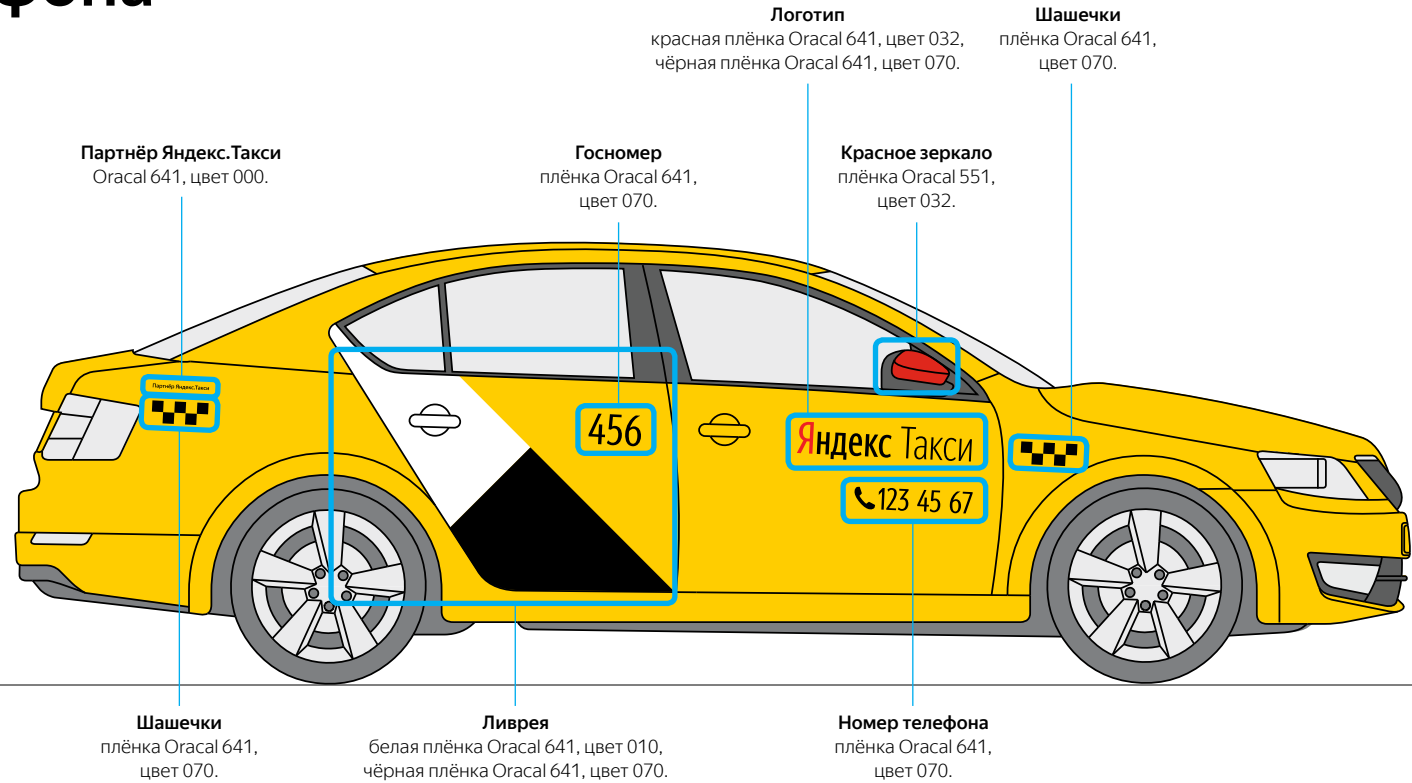 фона
Логотип
красная плёнка Oracal 641, цвет 032,
чёрная плёнка Oracal 641, цвет 070.
Шашечки
плёнка Oracal 641,
цвет 070.
Партнёр Яндекс.Такси
Oracal 641, цвет 000.
Госномер
плёнка Oracal 641,
цвет 070.
Красное зеркало
плёнка Oracal 551,
цвет 032.
Партнёр Яндекс.Такси
456
Яндекс Такси
123 45 67
Шашечки
плёнка Oracal 641,
цвет 070.
Ливрея
белая плёнка Oracal 641, цвет 010,
чёрная плёнка Oracal 641, цвет 070.
Номер телефона
плёнка Oracal 641,
цвет 070.